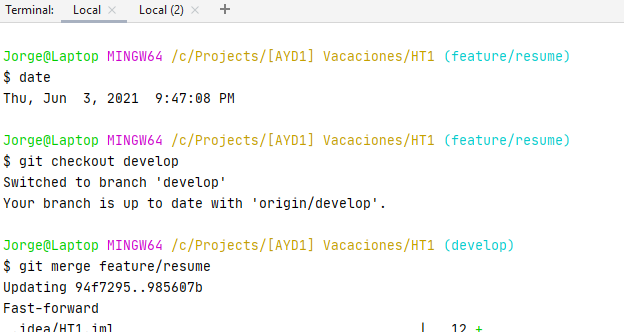 Terminal: Local × Local (2) × +
Jorge@Laptop MINGW64 /c/Projects/[AYD1] Vacaciones/HT1 (feature/resume)
$ date
Thu, Jun  3, 2021  9:47:08 PM
Jorge@Laptop MINGW64 /c/Projects/[AYD1] Vacaciones/HT1 (feature/resume)
$ git checkout develop
Switched to branch 'develop'
Your branch is up to date with 'origin/develop'.
Jorge@Laptop MINGW64 /c/Projects/[AYD1] Vacaciones/HT1 (develop)
$ git merge feature/resume
Updating 94f7295..985607b
Fast-forward
.idea/HT1.iml | 12 +